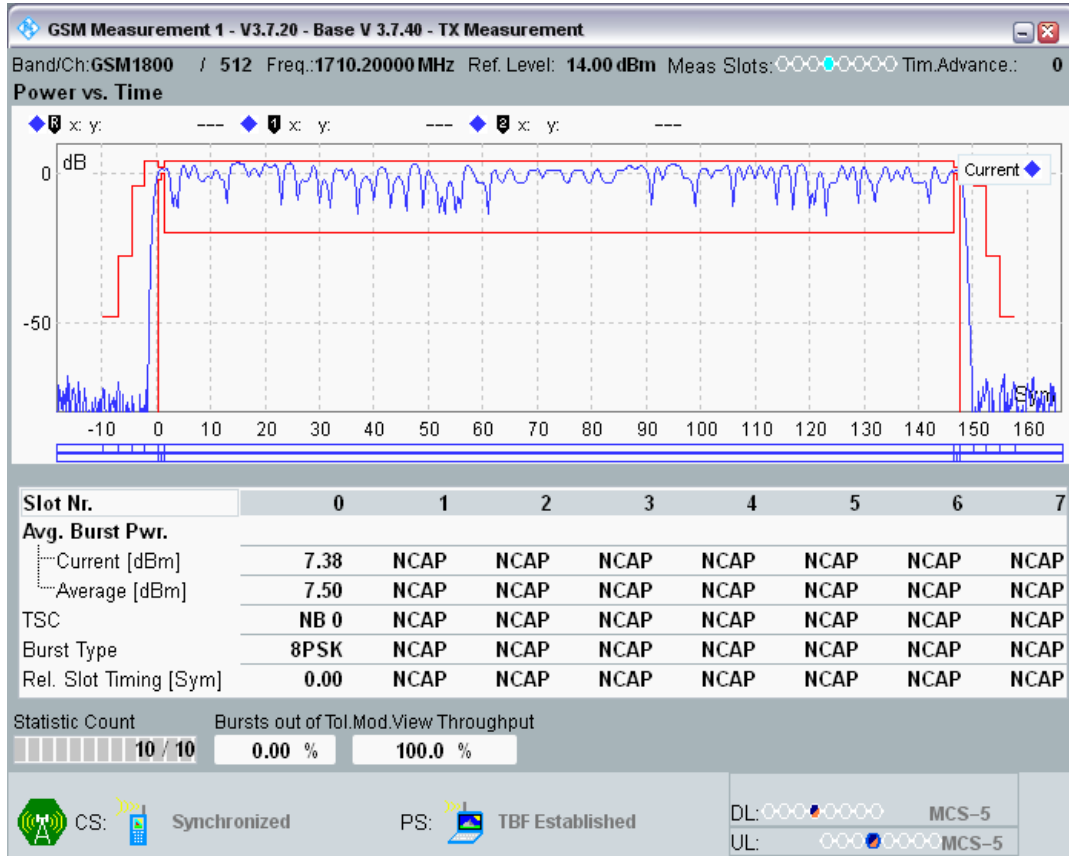 GSM Measurement 1 - V3.7.20 - Base V 3.7.40 - TX Measurement
Band/Ch:GSM1800 / 512 Freq.:1710.20000 MHz Ref. Level: 14.00 dBm Meas Slots: Tim.Advance.: 0
Power vs. Time
R x: y: --- 1 x: y: --- 2 x: y: ---
dB
Current
0
-50
Sym
-10 0 10 20 30 40 50 60 70 80 90 100 110 120 130 140 150 160
Slot Nr. 0 1 2 3 4 5 6 7
Avg. Burst Pwr.
Current [dBm] 7.38 NCAP NCAP NCAP NCAP NCAP NCAP NCAP
Average [dBm] 7.50 NCAP NCAP NCAP NCAP NCAP NCAP NCAP
TSC NB 0 NCAP NCAP NCAP NCAP NCAP NCAP NCAP
Burst Type 8PSK NCAP NCAP NCAP NCAP NCAP NCAP NCAP
Rel. Slot Timing [Sym] 0.00 NCAP NCAP NCAP NCAP NCAP NCAP NCAP
Statistic Count Bursts out of Tol.Mod.View Throughput
10 / 10 0.00 % 100.0 %
CS: Synchronized PS: TBF Established
DL: MCS-5
UL: MCS-5